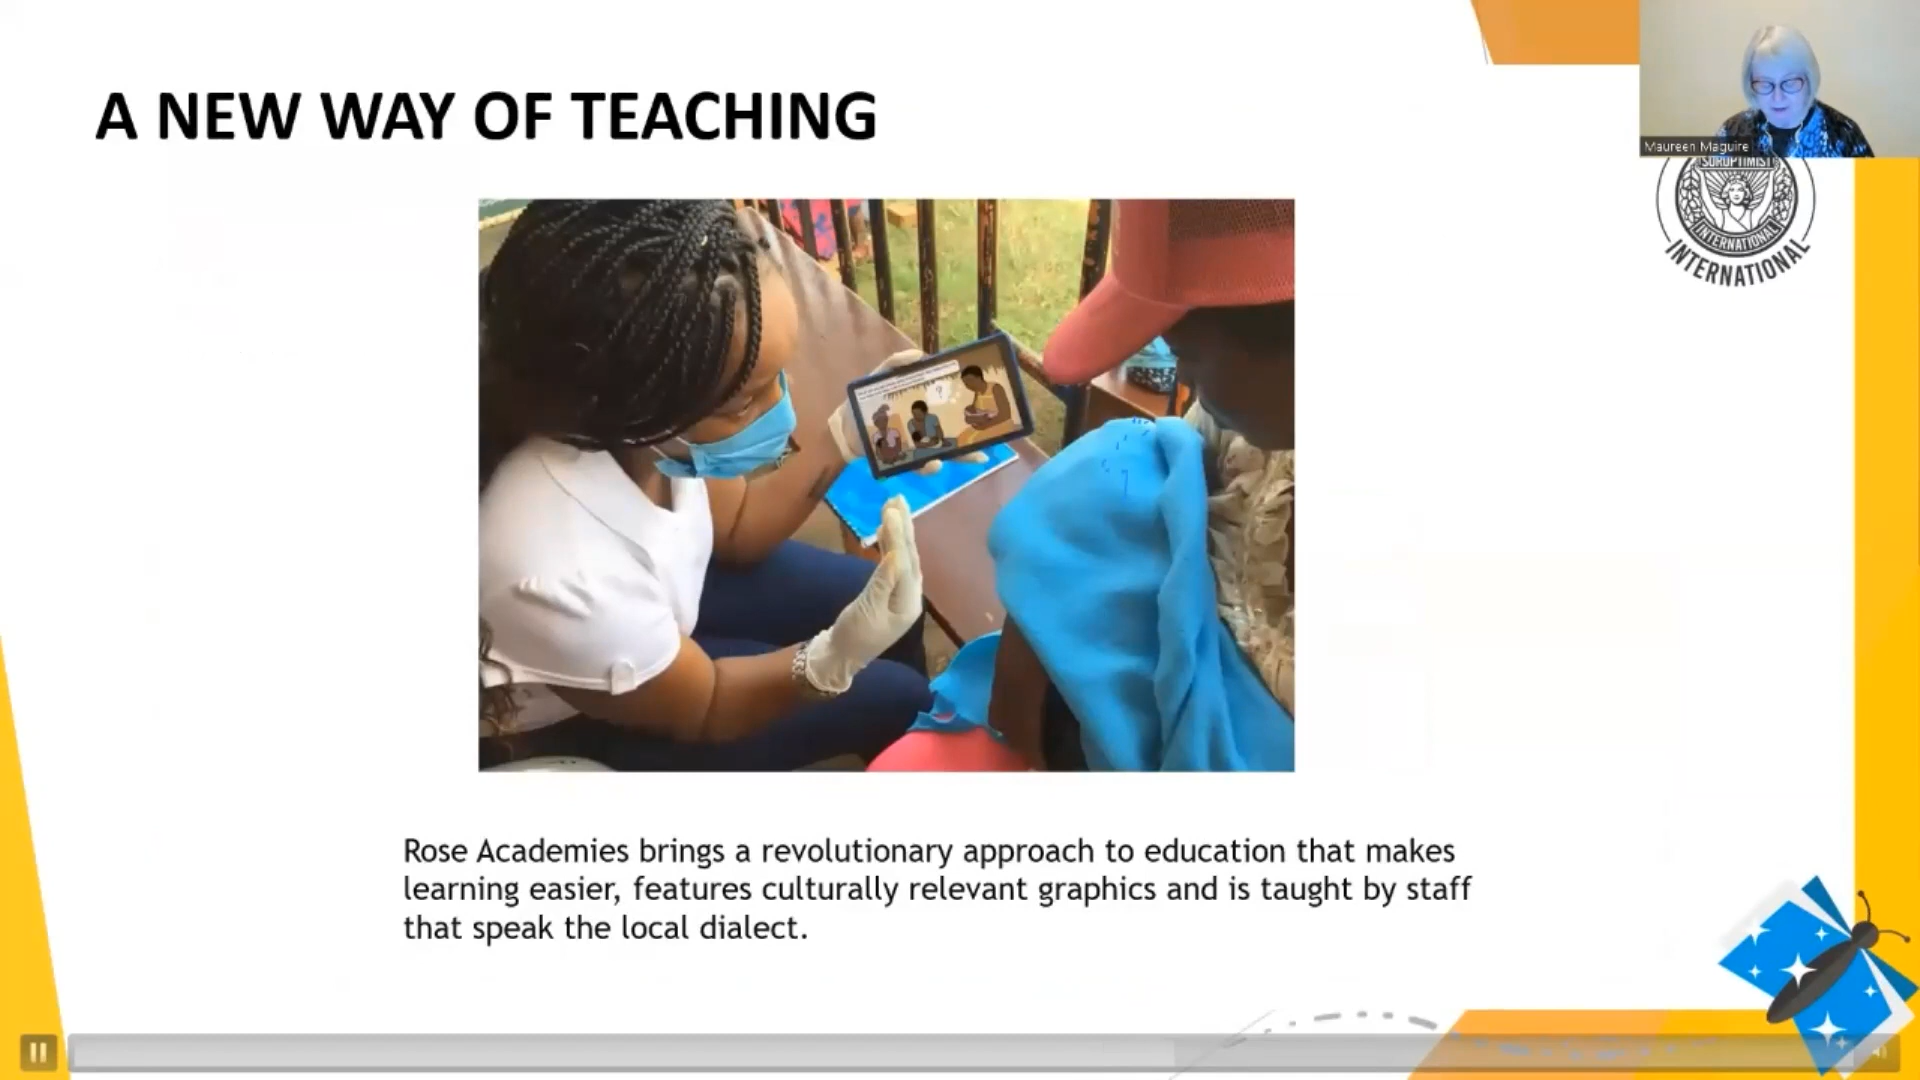 A NEW WAY OF TEACHING
Maureen Maguire
SOROPTIMIST
INTERNATIONAL
INTERNATIONAL
Rose Academies brings a revolutionary approach to education that makes
learning easier, features culturally relevant graphics and is taught by staff
that speak the local dialect.